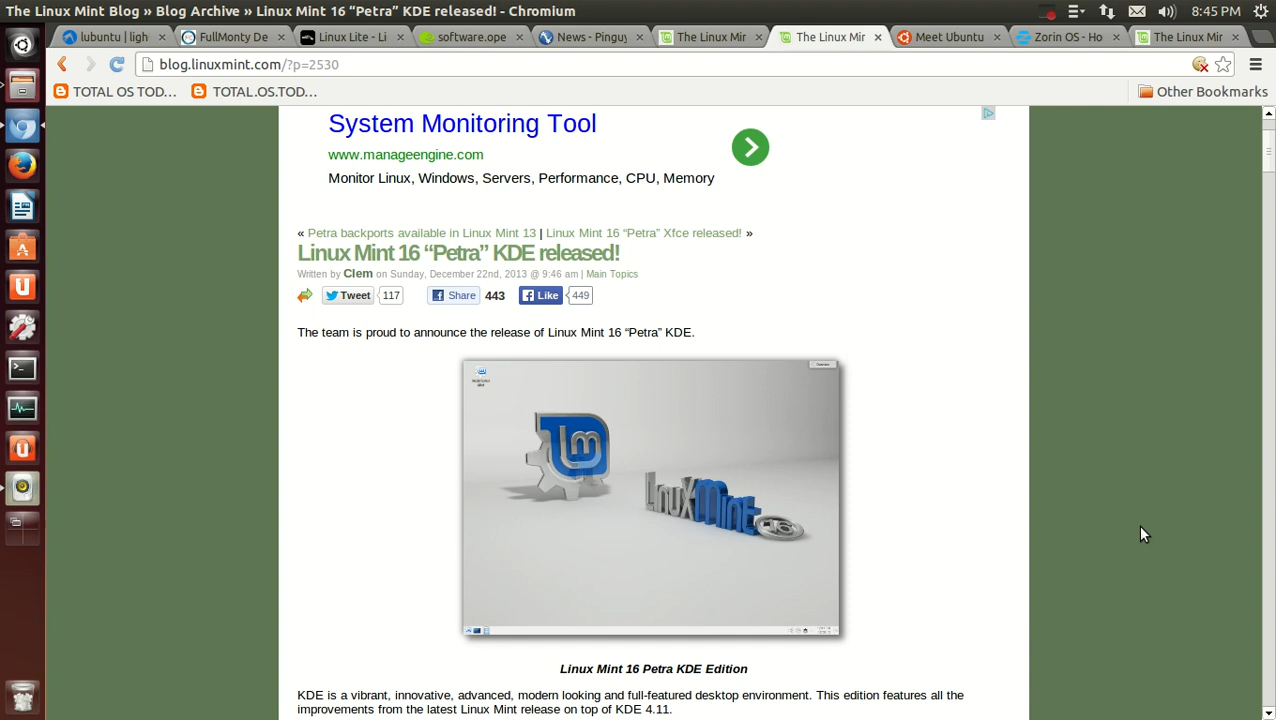 The Linux Mint Blog » Blog Archive » Linux Mint 16 “Petra” KDE released! - Chromium
8:45 PM
lubuntu | ligh
FullMonty De
Linux Lite - Li
software.ope
News - Pinguy
The Linux Mir
The Linux Mir
Meet Ubuntu
Zorin OS - Ho
The Linux Mir
blog.linuxmint.com/?p=2530
TOTAL OS TOD...
TOTAL.OS.TOD...
Other Bookmarks
System Monitoring Tool
www.manageengine.com
Monitor Linux, Windows, Servers, Performance, CPU, Memory
« Petra backports available in Linux Mint 13 | Linux Mint 16 “Petra” Xfce released! »
Linux Mint 16 “Petra” KDE released!
Written by Clem on Sunday, December 22nd, 2013 @ 9:46 am | Main Topics
Tweet 117 Share 443 Like 449
The team is proud to announce the release of Linux Mint 16 “Petra” KDE.
lm
LinuxMint 16
Linux Mint 16 Petra KDE Edition
KDE is a vibrant, innovative, advanced, modern looking and full-featured desktop environment. This edition features all the
improvements from the latest Linux Mint release on top of KDE 4.11.